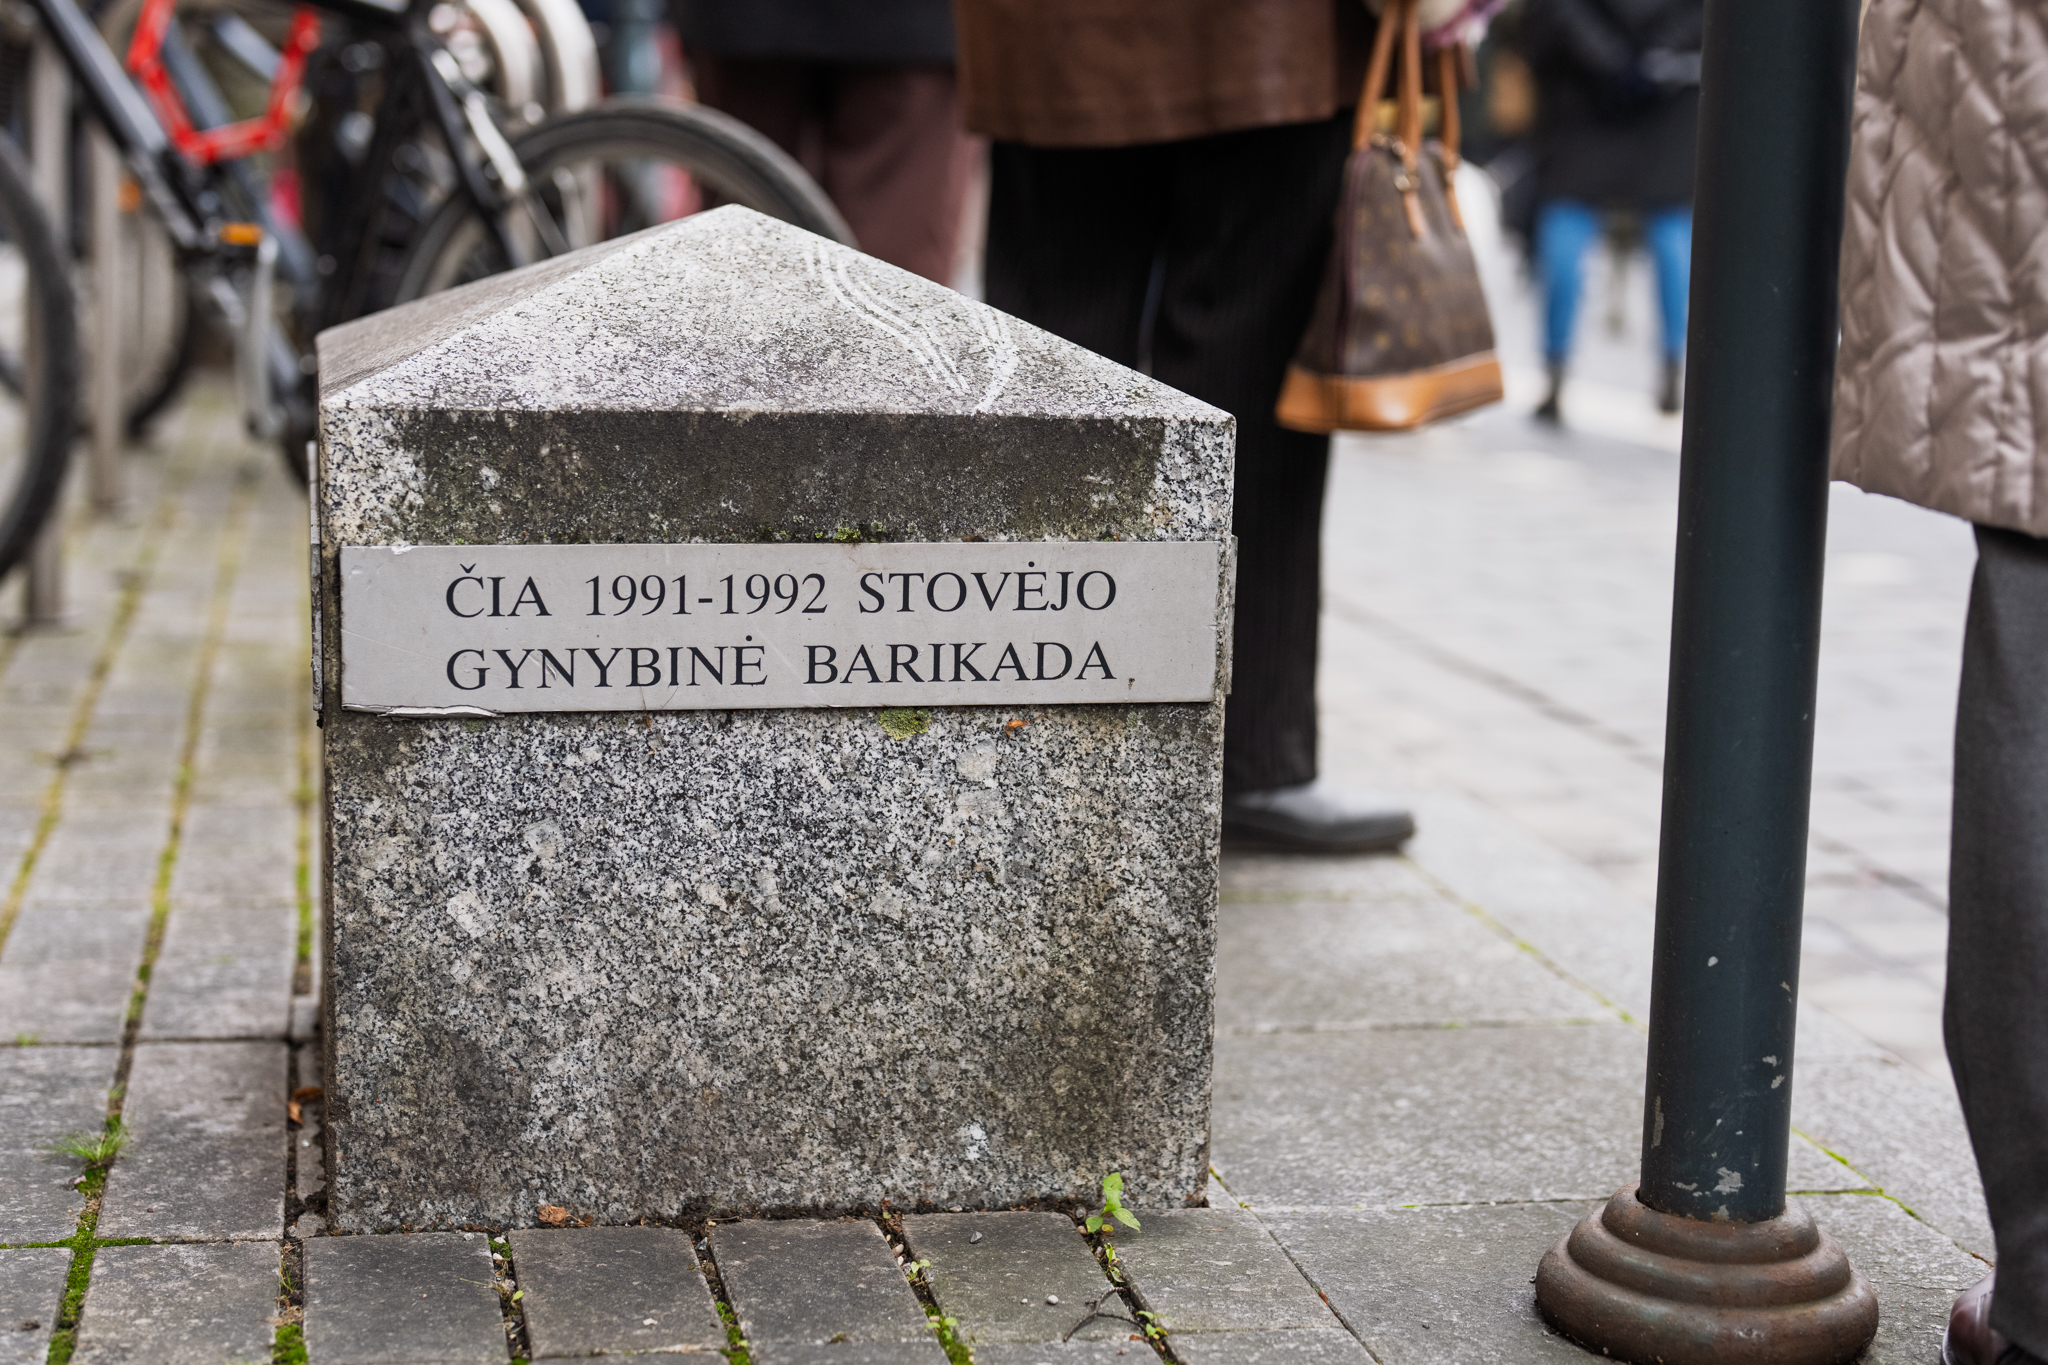 ČIA 1991-1992 STOVĖJO
GYNYBINĖ BARIKADA